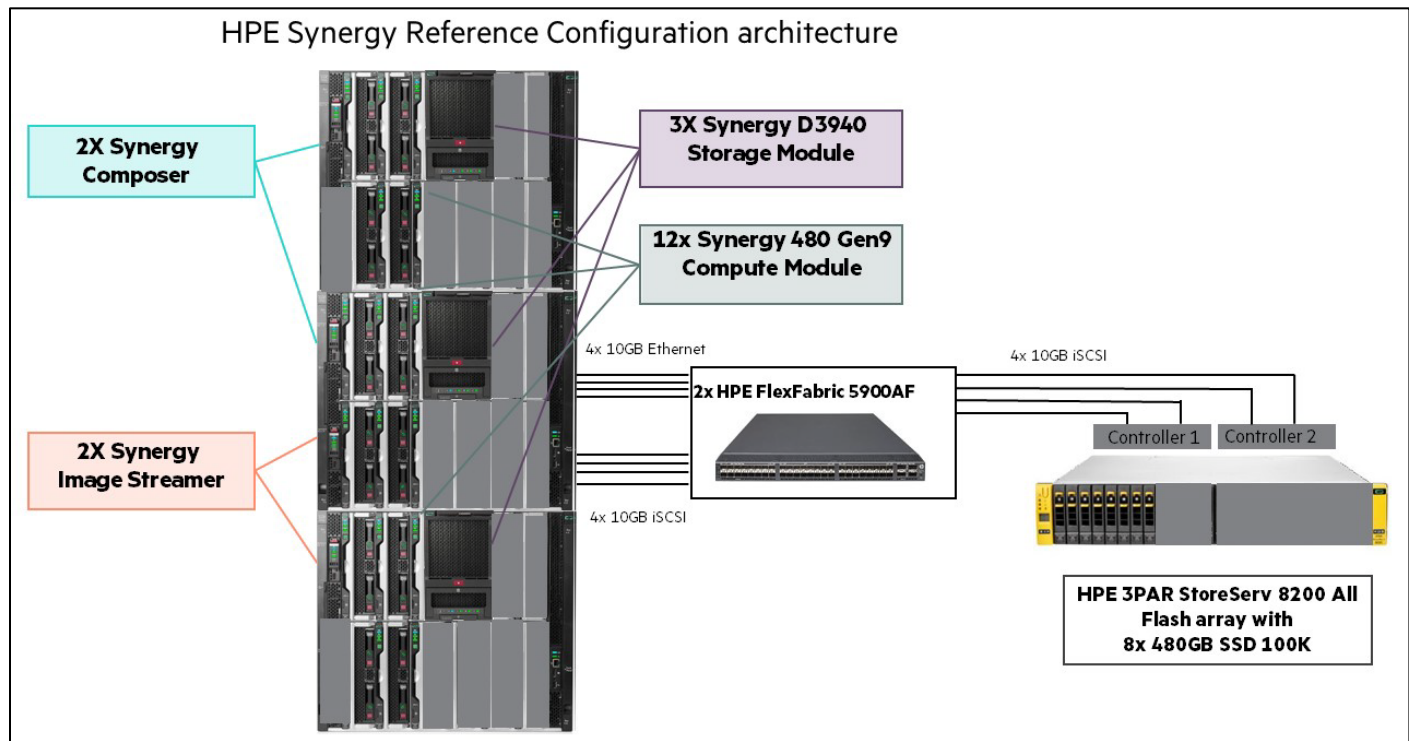 HPE Synergy Reference Configuration architecture
2X Synergy
Composer
3X Synergy D3940
Storage Module
12x Synergy 480 Gen9
Compute Module
4x 10GB Ethernet
4x 10GB iSCSI
2x HPE FlexFabric 5900AF
Controller 1
Controller 2
2X Synergy
Image Streamer
4x 10GB iSCSI
HPE 3PAR StoreServ 8200 All
Flash array with
8x 480GB SSD 100K